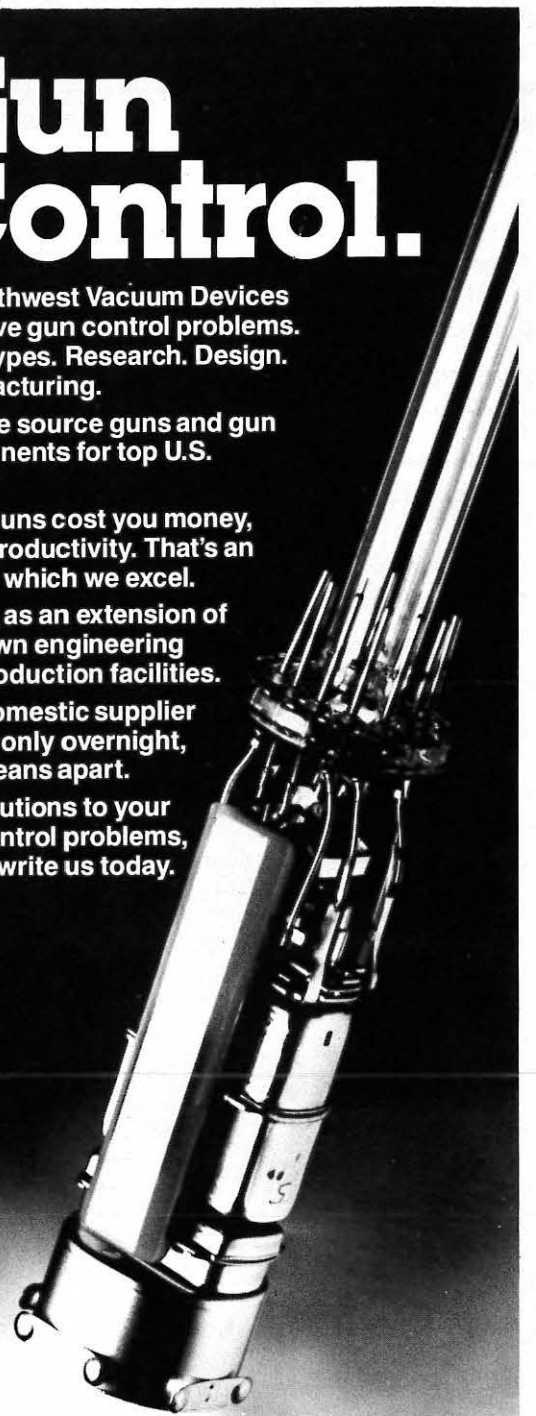 un
ontrol.
thwest Vacuum Devices
ve gun control problems.
ypes. Research. Design.
acturing.
e source guns and gun
nents for top U.S.
uns cost you money,
roductivity. That's an
which we excel.
as an extension of
wn engineering
oduction facilities.
omestic supplier
only overnight,
eans apart.
utions to your
ntrol problems,
write us today.